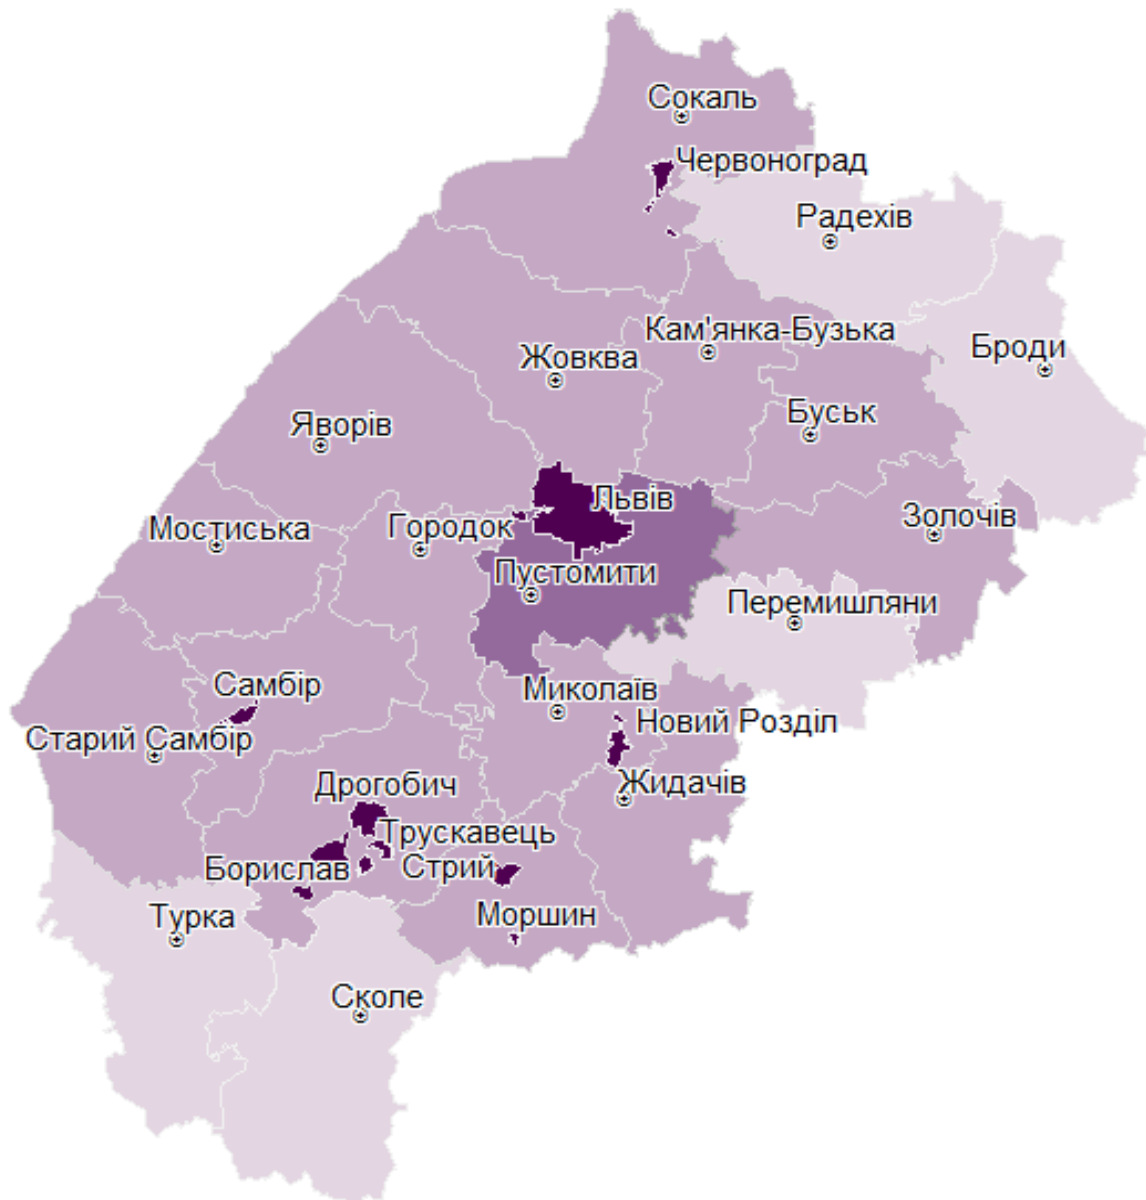 Сокаль
Червоноград
Радехів
Кам'янка-Бузька
Броди
Жовква
Буськ
Яворів
Львів
Золочів
Мостиська
Городок
Пустомити
Перемишляни
Самбір
Миколаїв
Новий Розділ
Старий Самбір
Дрогобич
Жидачів
Трускавець
Борислав
Стрий
Турка
Моршин
Сколе